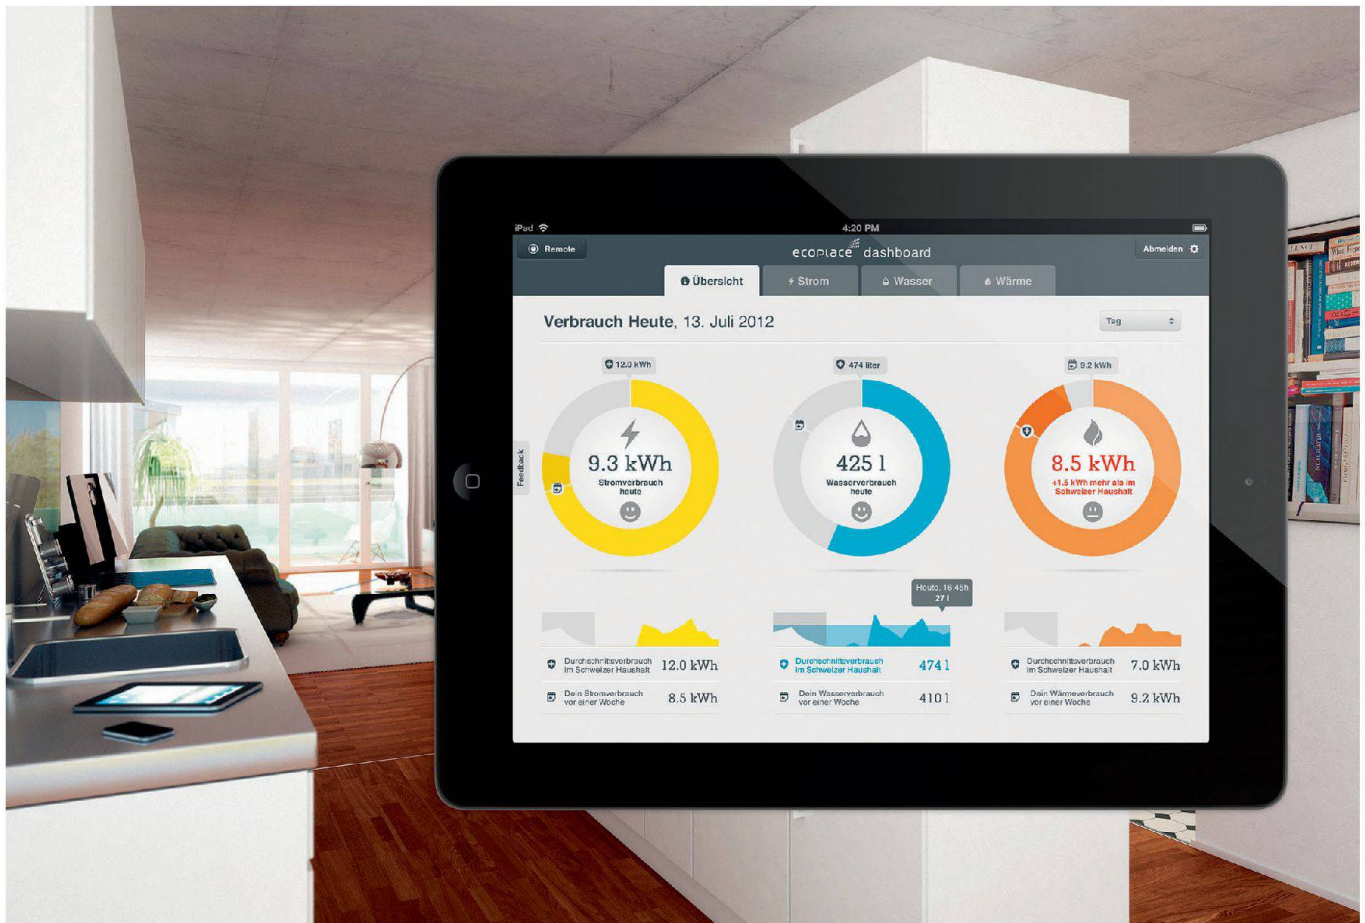 iPad
4:20 PM
Remote
ecoplace dashboard
Abmelden
Übersicht
Strom
Wasser
Wärme
Verbrauch Heute, 13. Juli 2012
Tag
12.0 kWh
474 liter
9.2 kWh
Feedback
9.3 kWh
Stromverbrauch
heute
425 l
Wasserverbrauch
heute
8.5 kWh
+1.5 kWh mehr als im
Schweizer Haushalt
Heute, 16:45h
27 l
Durchschnittsverbrauch
im Schweizer Haushalt
12.0 kWh
Dein Stromverbrauch
vor einer Woche
8.5 kWh
Durchschnittsverbrauch
im Schweizer Haushalt
474 l
Dein Wasserverbrauch
vor einer Woche
410 l
Durchschnittsverbrauch
im Schweizer Haushalt
7.0 kWh
Dein Wärmeverbrauch
vor einer Woche
9.2 kWh